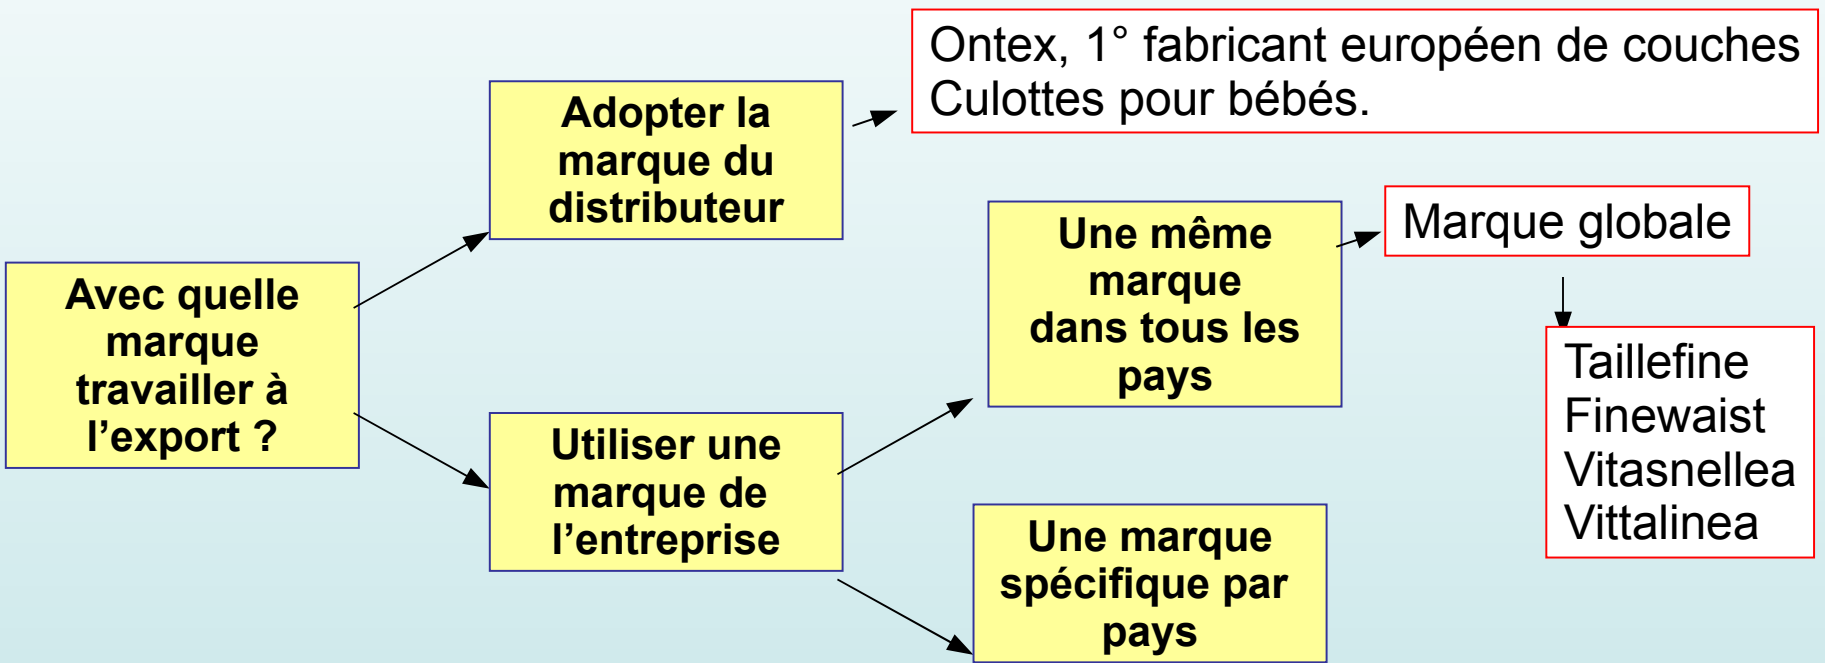 Avec quelle
marque
travailler à
l’export ?
Adopter la
marque du
distributeur
Ontex, 1° fabricant européen de couches
Culottes pour bébés.
Utiliser une
marque de
l’entreprise
Une même
marque
dans tous les
pays
Marque globale
Taillefine
Finewaist
Vitasnellea
Vittalinea
Une marque
spécifique par
pays